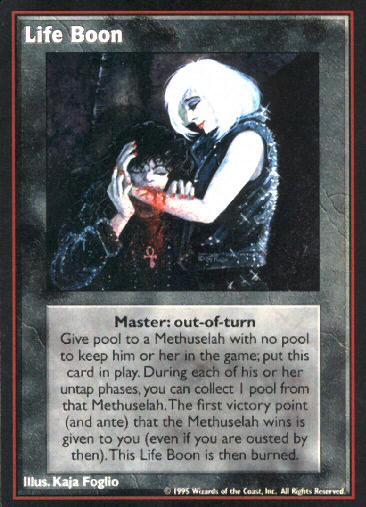 Life Boon
Master: out-of-turn
Give pool to a Methuselah with no pool
to keep him or her in the game; put this
card in play. During each of his or her
untap phases, you can collect 1 pool from
that Methuselah. The first victory point
(and ante) that the Methuselah wins is
given to you (even if you are ousted by
then). This Life Boon is then burned.
Illus. Kaja Foglio
© 1995 Wizards of the Coast, Inc. All Rights Reserved.